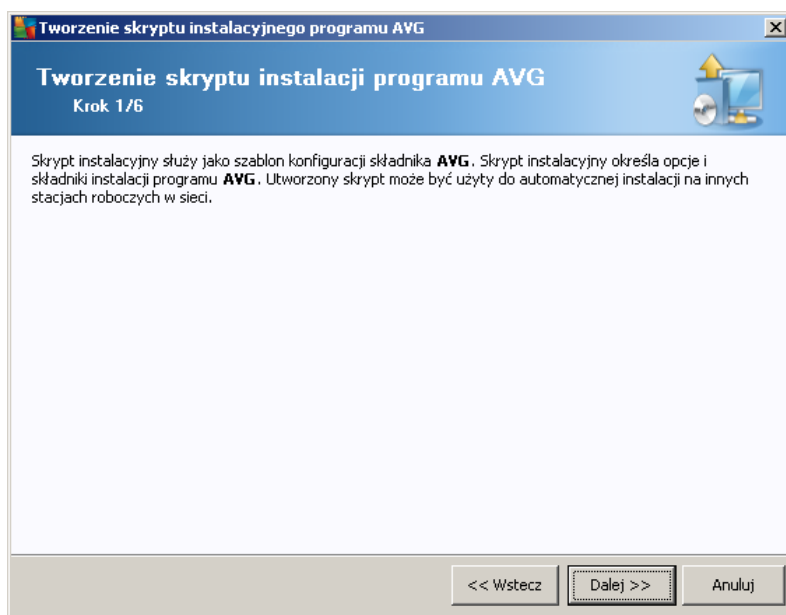 Tworzenie skryptu instalacyjnego programu AVG
Tworzenie skryptu instalacji programu AVG
Krok 1/6
Skrypt instalacyjny służy jako szablon konfiguracji składnika AVG. Skrypt instalacyjny określa opcje i
składniki instalacji programu AVG. Utworzony skrypt może być użyty do automatycznej instalacji na innych
stacjach roboczych w sieci.
<< Wstecz
Dalej >>
Anuluj